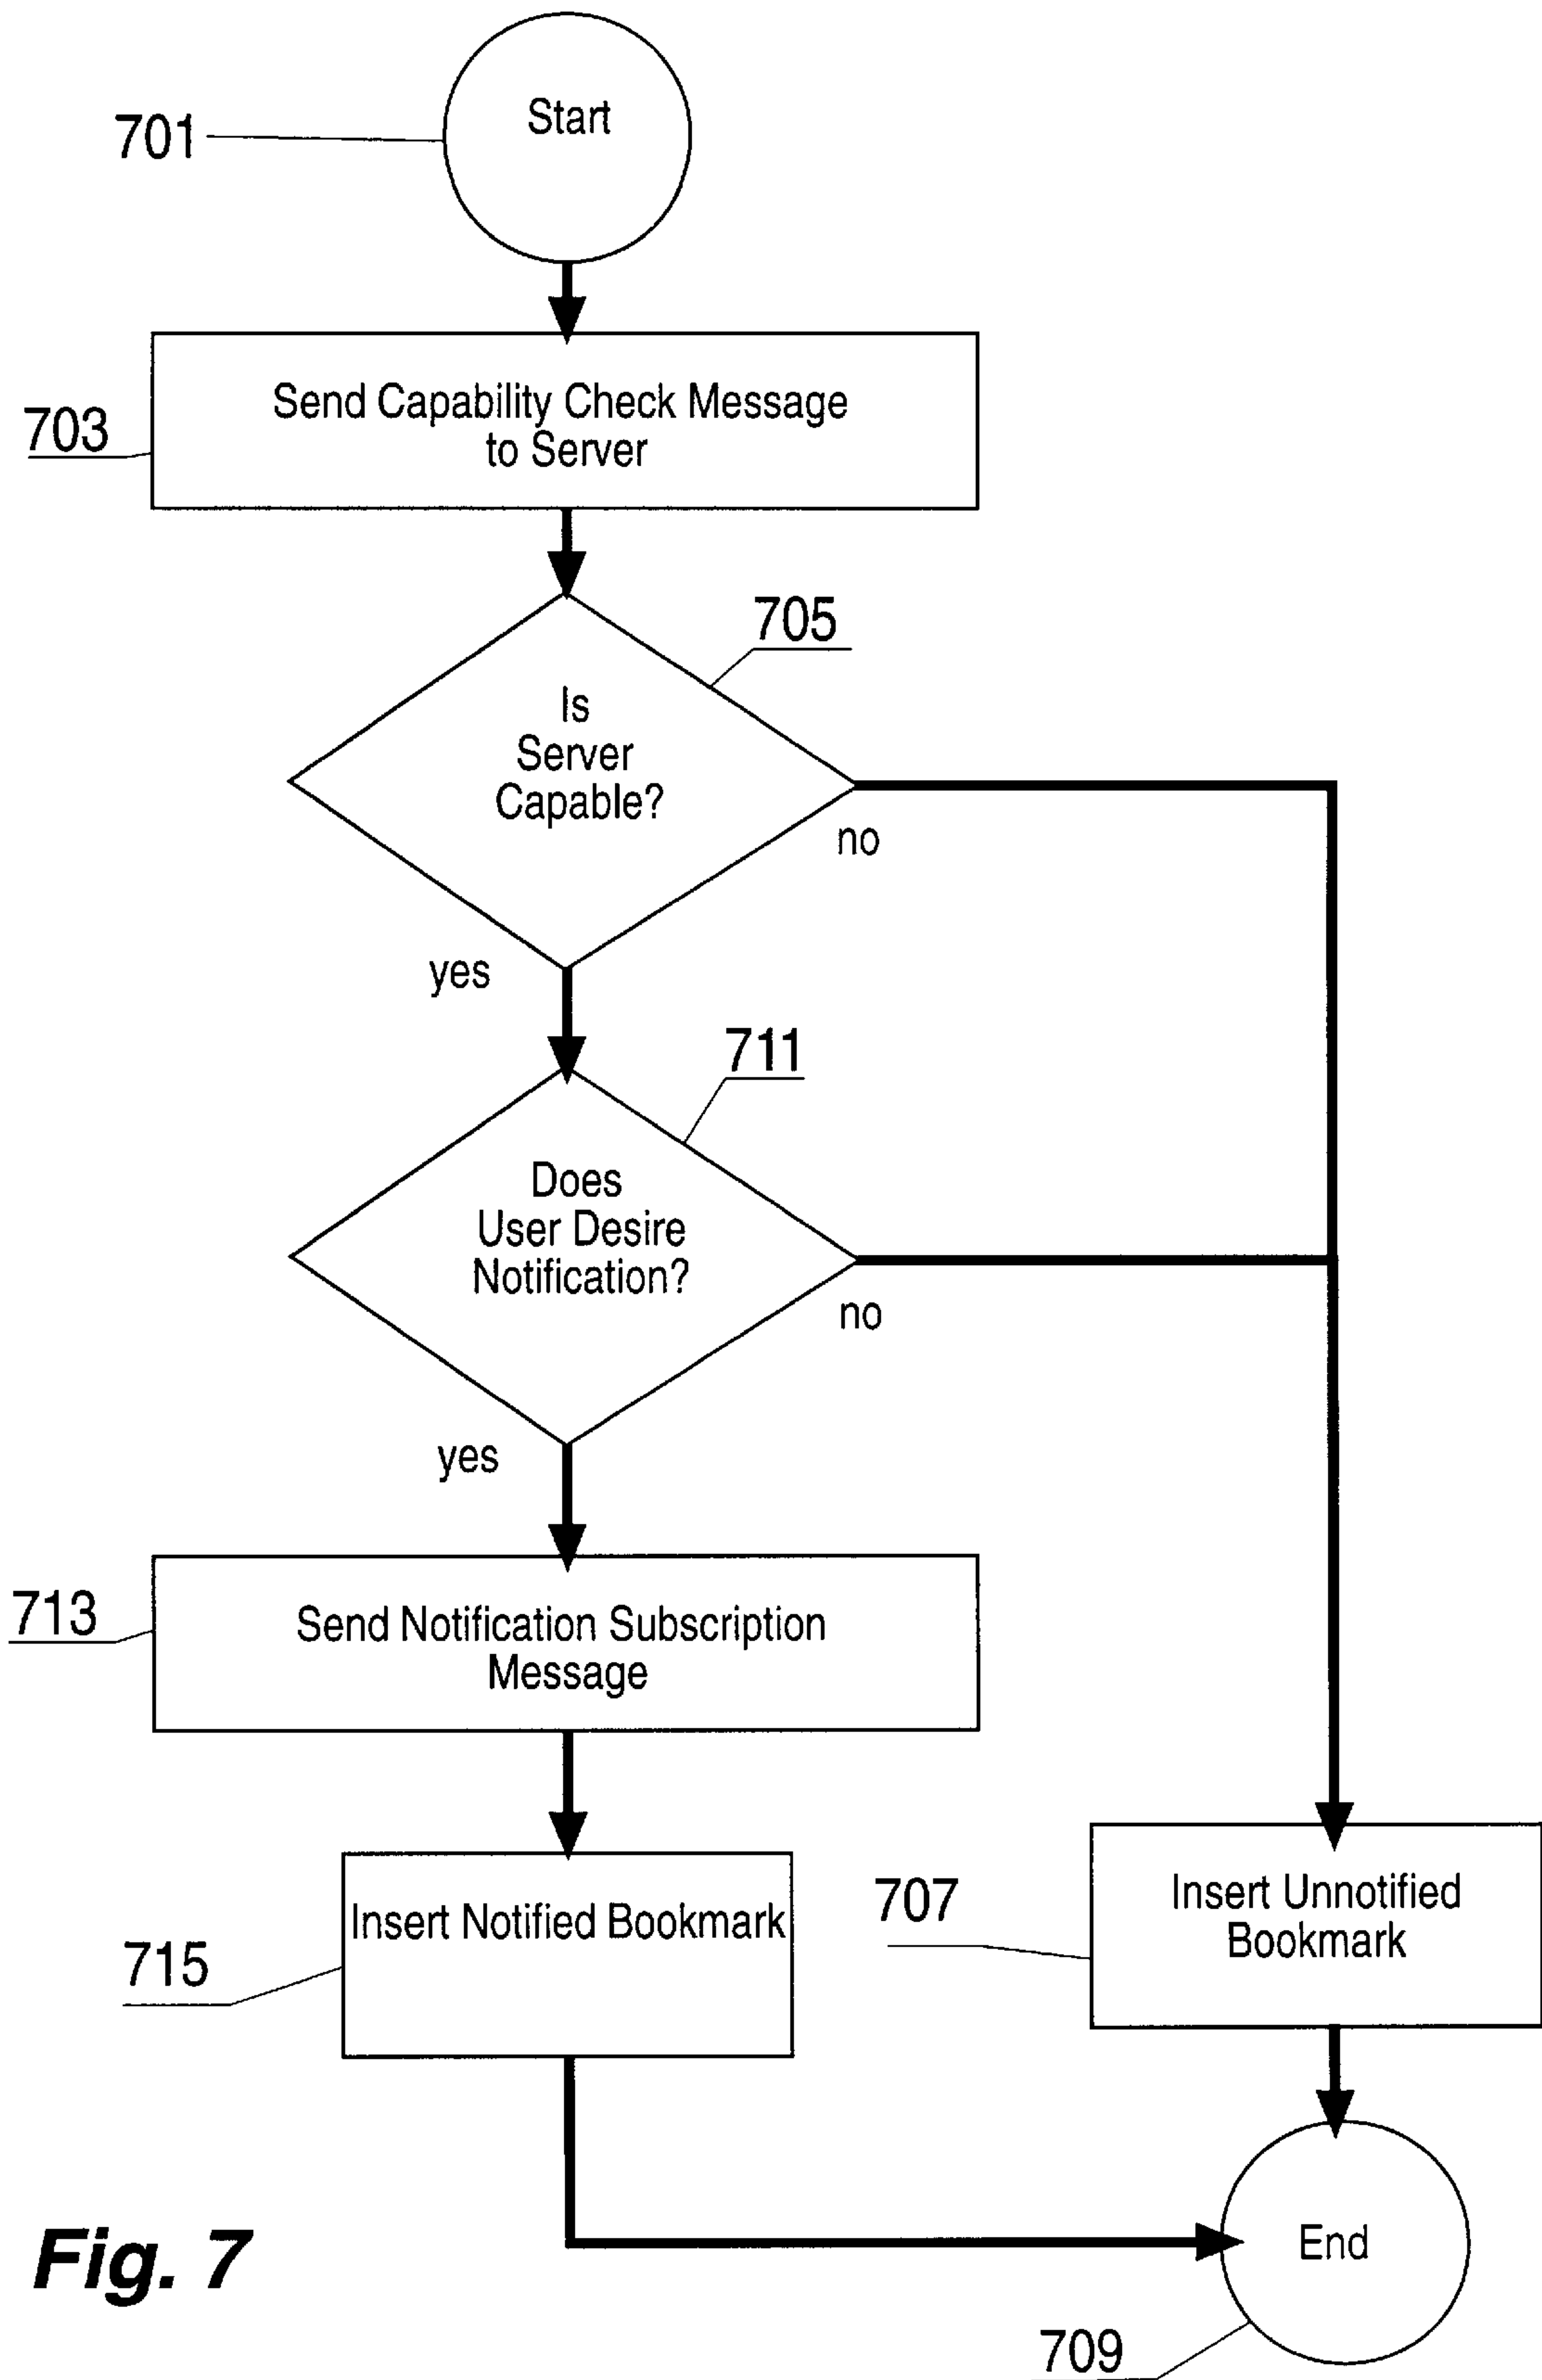 Start
701
Send Capability Check Message
to Server
703
705
Is
Server
Capable?
no
yes
711
Does
User Desire
Notification?
no
yes
713
Send Notification Subscription
Message
Insert Notified Bookmark
715
707
Insert Unnotified
Bookmark
End
709
Fig. 7